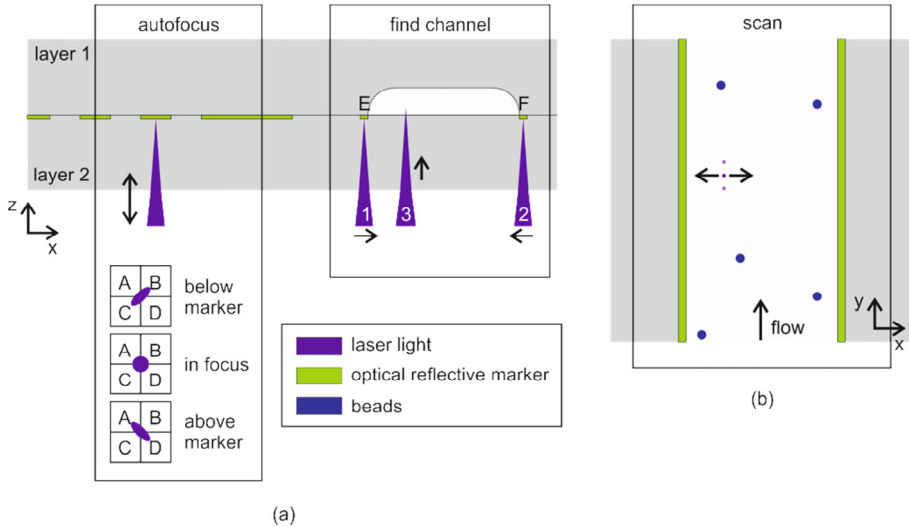 autofocus
find channel
scan
layer 1
E
F
layer 2
z
x
1
3
2
A B
C D
below
marker
A B
C D
in focus
A B
C D
above
marker
laser light
optical reflective marker
beads
flow
y
x
(a)
(b)